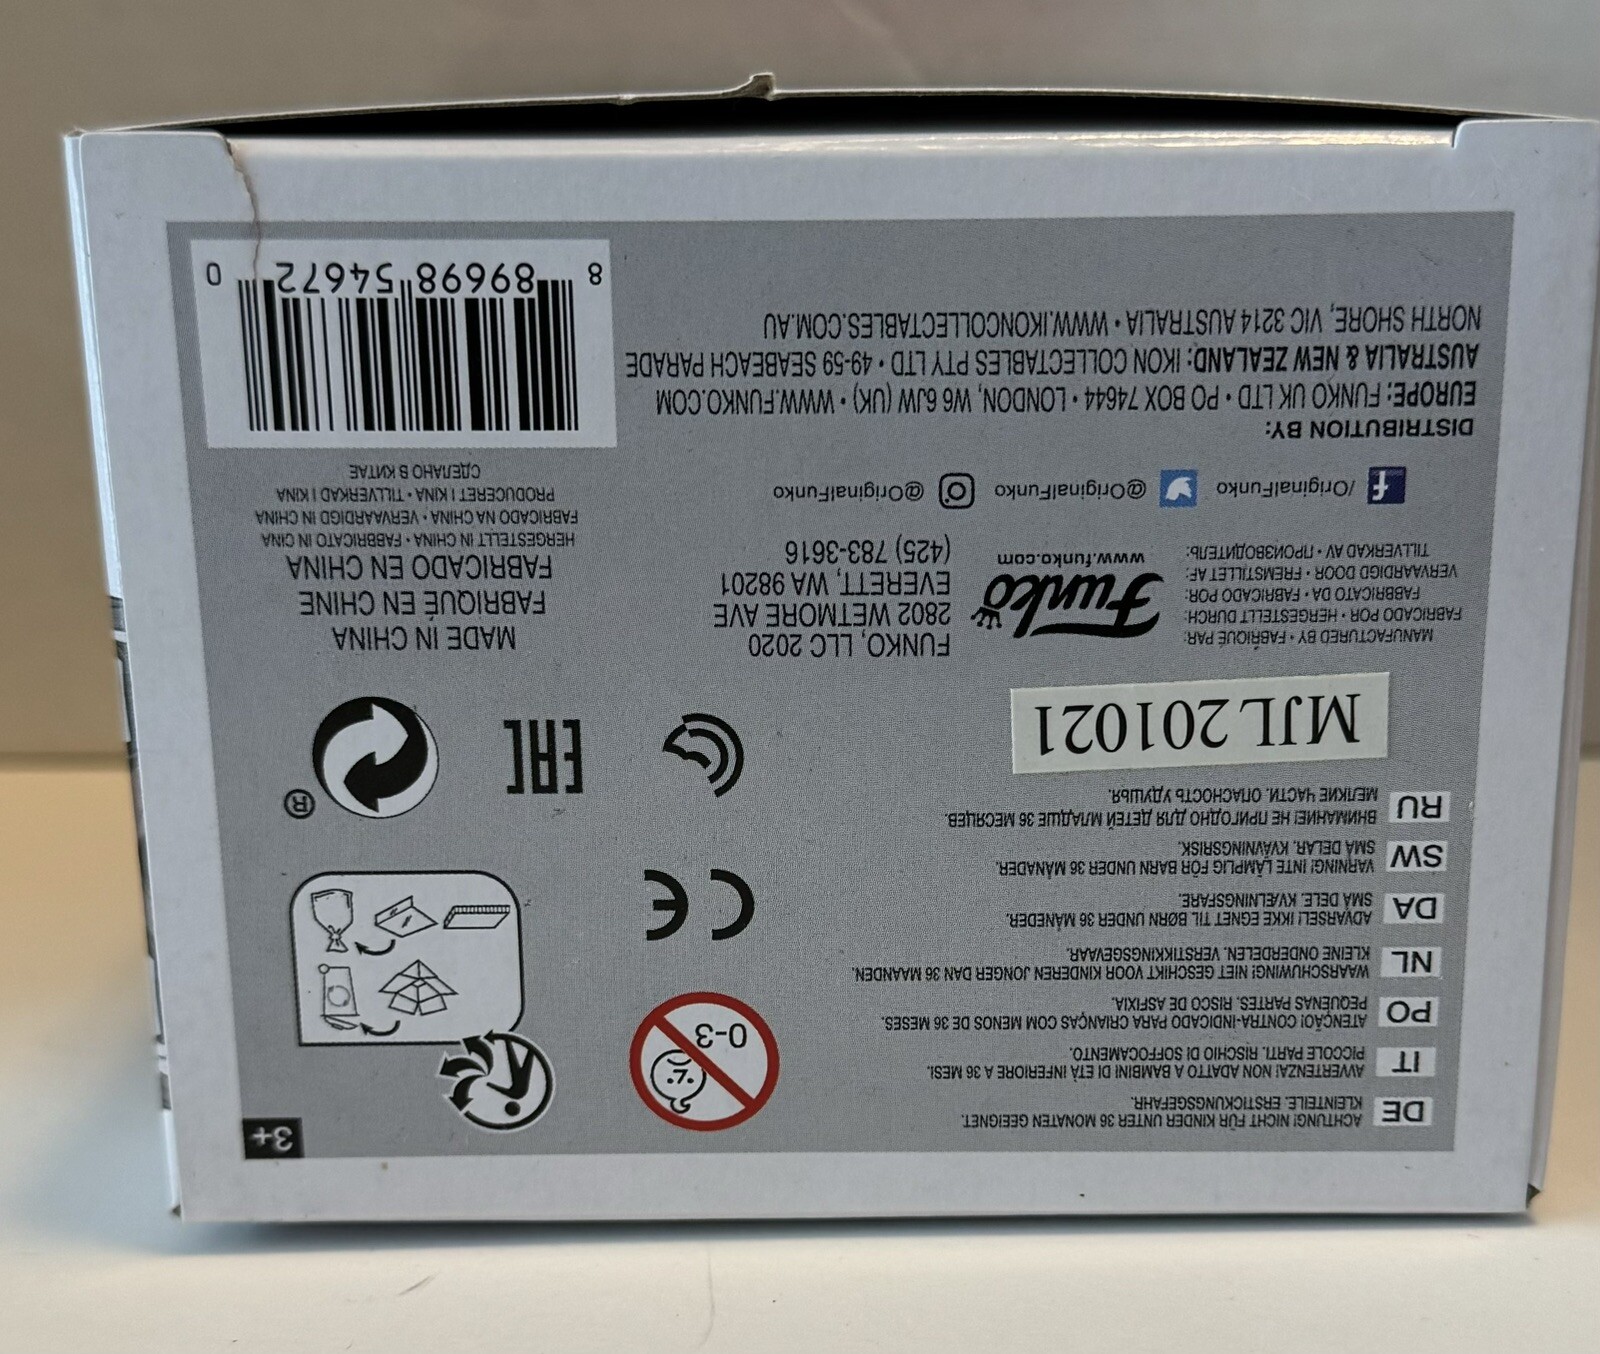 3+
DE
ACHTUNG! NICHT FÜR KINDER UNTER 36 MONATEN GEEIGNET.
KLEINTEILE. ERSTICKUNGSGEFAHR.
IT
AVVERTENZA! NON ADATTO A BAMBINI DI ETÀ INFERIORE A 36 MESI.
PICCOLE PARTI. RISCHIO DI SOFFOCAMENTO.
PO
ATENÇÃO! CONTRA-INDICADO PARA CRIANÇAS COM MENOS DE 36 MESES.
PEQUENAS PARTES. RISCO DE ASFIXIA.
NL
WAARSCHUWING! NIET GESCHIKT VOOR KINDEREN JONGER DAN 36 MAANDEN.
KLEINE ONDERDELEN. VERSTIKKINGSGEVAAR.
DA
ADVARSEL! IKKE EGNET TIL BØRN UNDER 36 MÅNEDER.
SMÅ DELE. KVÆLNINGSFARE.
SW
VARNING! INTE LÄMPLIG FÖR BARN UNDER 36 MÅNADER.
SMÅ DELAR. KVÄVNINGSRISK.
RU
ВНИМАНИЕ! НЕ ПРИГОДНО ДЛЯ ДЕТЕЙ МЛАДШЕ 36 МЕСЯЦЕВ.
МЕЛКИЕ ЧАСТИ. ОПАСНОСТЬ УДУШЬЯ.
0-3
CE
EAC
®
MJL 201021
MANUFACTURED BY • FABRIQUÉ PAR:
FABRICADO POR • HERGESTELLT DURCH:
FABBRICATO DA • FABRICADO POR:
VERVAARDIGD DOOR • FREMSTILLET AF:
TILLVERKAD AV • ПРОИЗВОДИТЕЛЬ:
Funko
www.funko.com
FUNKO, LLC 2020
2802 WETMORE AVE
EVERETT, WA 98201
(425) 783-3616
MADE IN CHINA
FABRIQUÉ EN CHINE
FABRICADO EN CHINA
HERGESTELLT IN CHINA • FABBRICATO IN CINA
FABRICADO NA CHINA • VERVAARDIGD IN CHINA
PRODUCERET I KINA • TILLVERKAD I KINA
СДЕЛАНО В КИТАЕ
/OriginalFunko @OriginalFunko @OriginalFunko
DISTRIBUTION BY:
EUROPE: FUNKO UK LTD • PO BOX 74644 • LONDON, W6 6JW (UK) • WWW.FUNKO.COM
AUSTRALIA & NEW ZEALAND: IKON COLLECTABLES PTY LTD • 49-59 SEABEACH PARADE
NORTH SHORE, VIC 3214 AUSTRALIA • WWW.IKONCOLLECTABLES.COM.AU
8 89698 54672 0